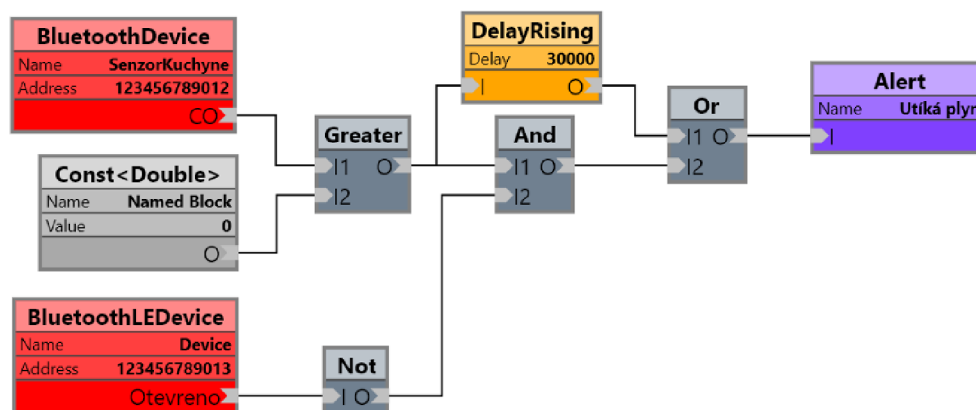 BluetoothDevice
Name SenzorKuchyne
Address 123456789012
CO
Const<Double>
Name Named Block
Value 0
O
BluetoothLEDevice
Name Device
Address 123456789013
Otevreno
Greater
I1 O
I2
Not
I O
DelayRising
Delay 30000
I O
And
I1 O
I2
Or
I1 O
I2
Alert
Name Utíká plyn
I